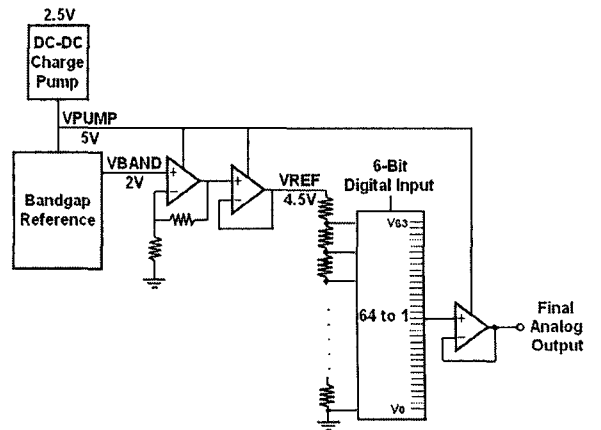 2.5V
DC-DC
Charge
Pump
VPUMP
5V
Bandgap
Reference
VBAND
2V
+
−
+
−
VREF
4.5V
6-Bit
Digital Input
V63
64 to 1
V0
+
−
Final
Analog
Output